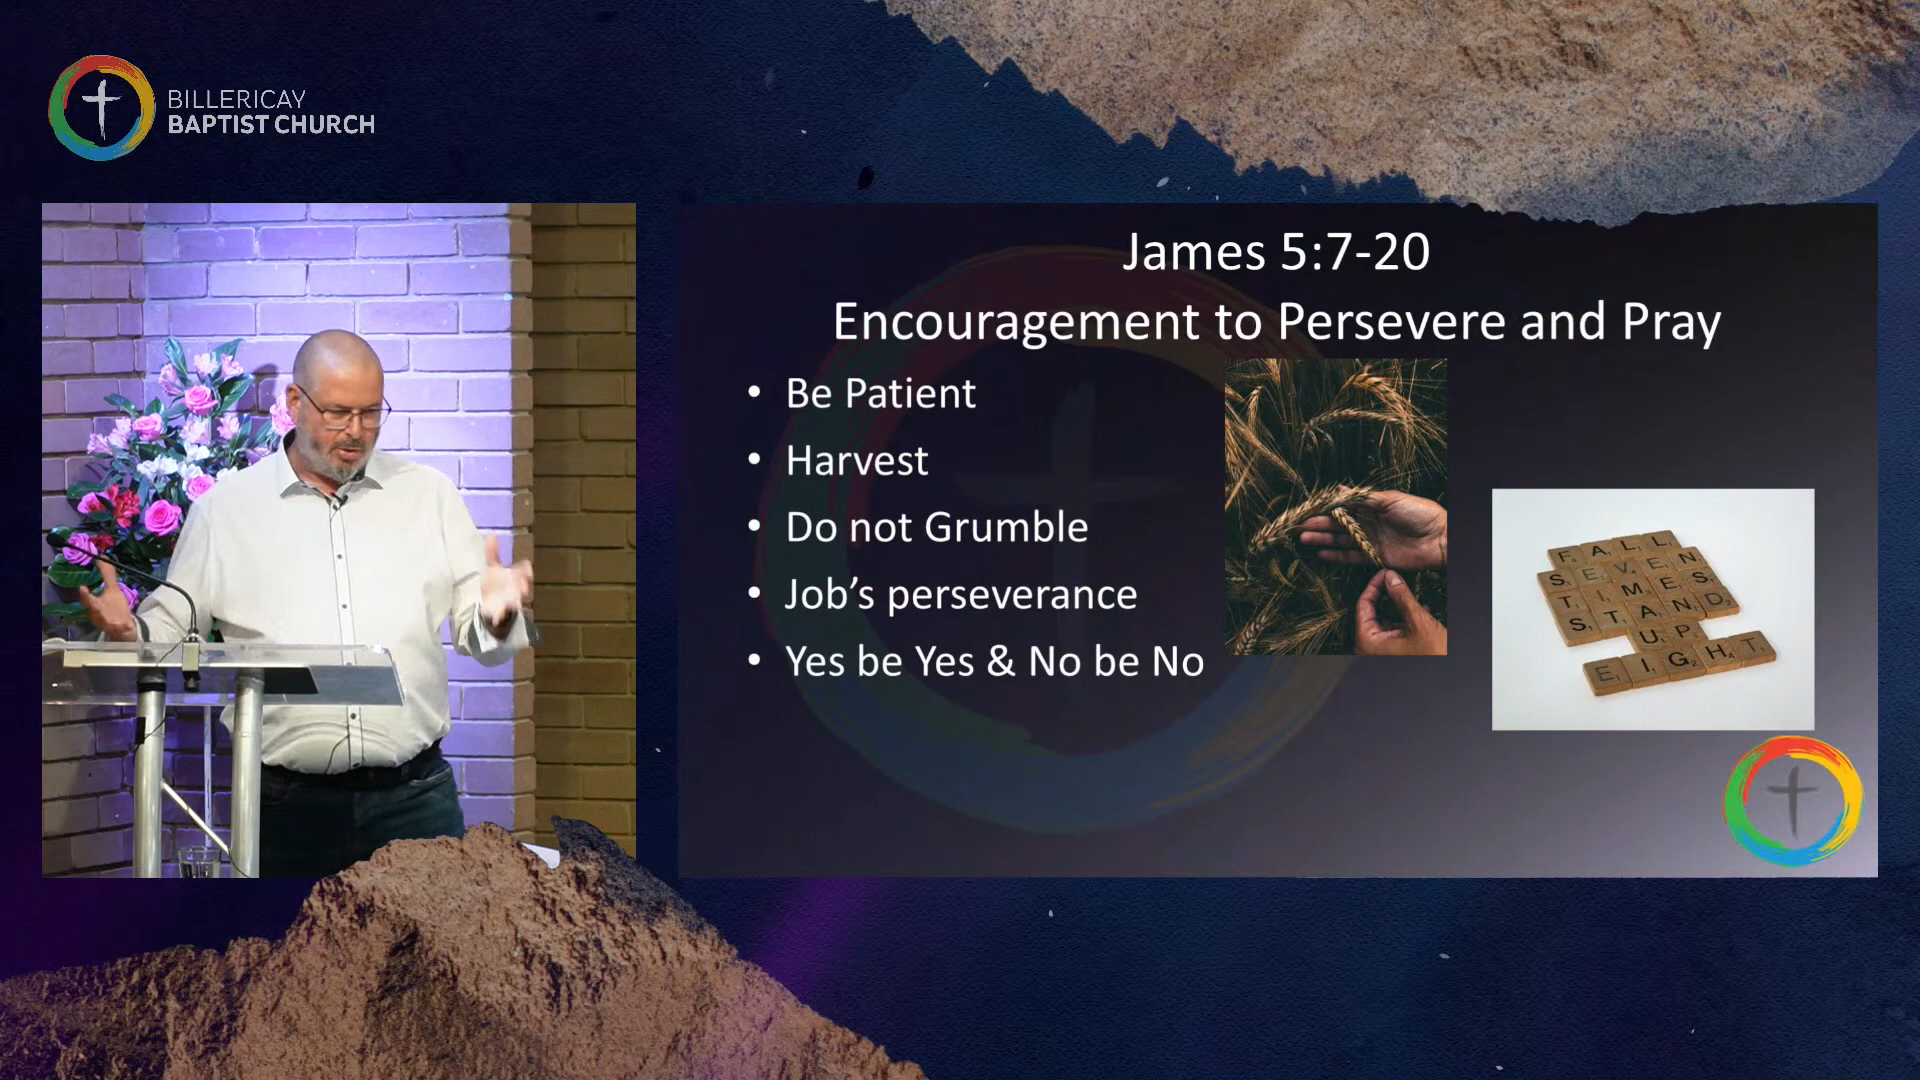 BILLERICAY
BAPTIST CHURCH
James 5:7-20
Encouragement to Persevere and Pray
• Be Patient
• Harvest
• Do not Grumble
• Job’s perseverance
• Yes be Yes & No be No
FALL
SEVEN
TIMES
STAND
UP
EIGHT